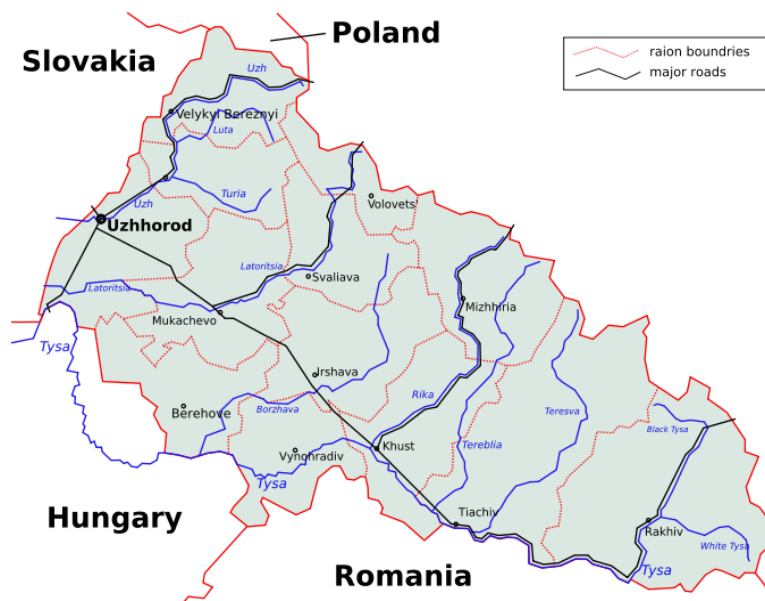 Poland
Slovakia
raion boundries
major roads
Uzh
Velykyi Bereznyi
Luta
Turia
Volovets
Uzh
Uzhhorod
Latoritsia
Svaliava
Latoritsia
Mizhhiria
Mukachevo
Tysa
Irshava
Rika
Berehove
Borzhava
Teresva
Black Tysa
Khust
Tereblia
Vynohradiv
Tysa
Hungary
Tiachiv
Rakhiv
White Tysa
Tysa
Romania